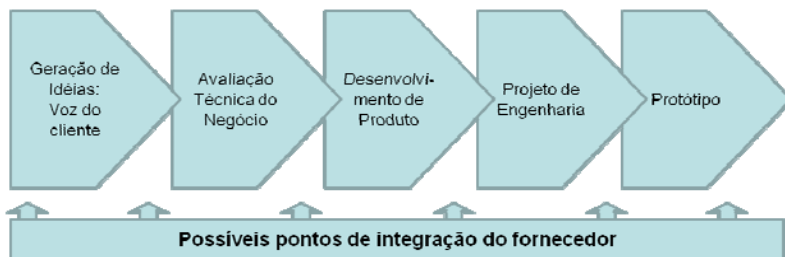 Geração de
Idéias:
Voz do
cliente
Avaliação
Técnica do
Negócio
Desenvolvi-
mento de
Produto
Projeto de
Engenharia
Protótipo
Possíveis pontos de integração do fornecedor